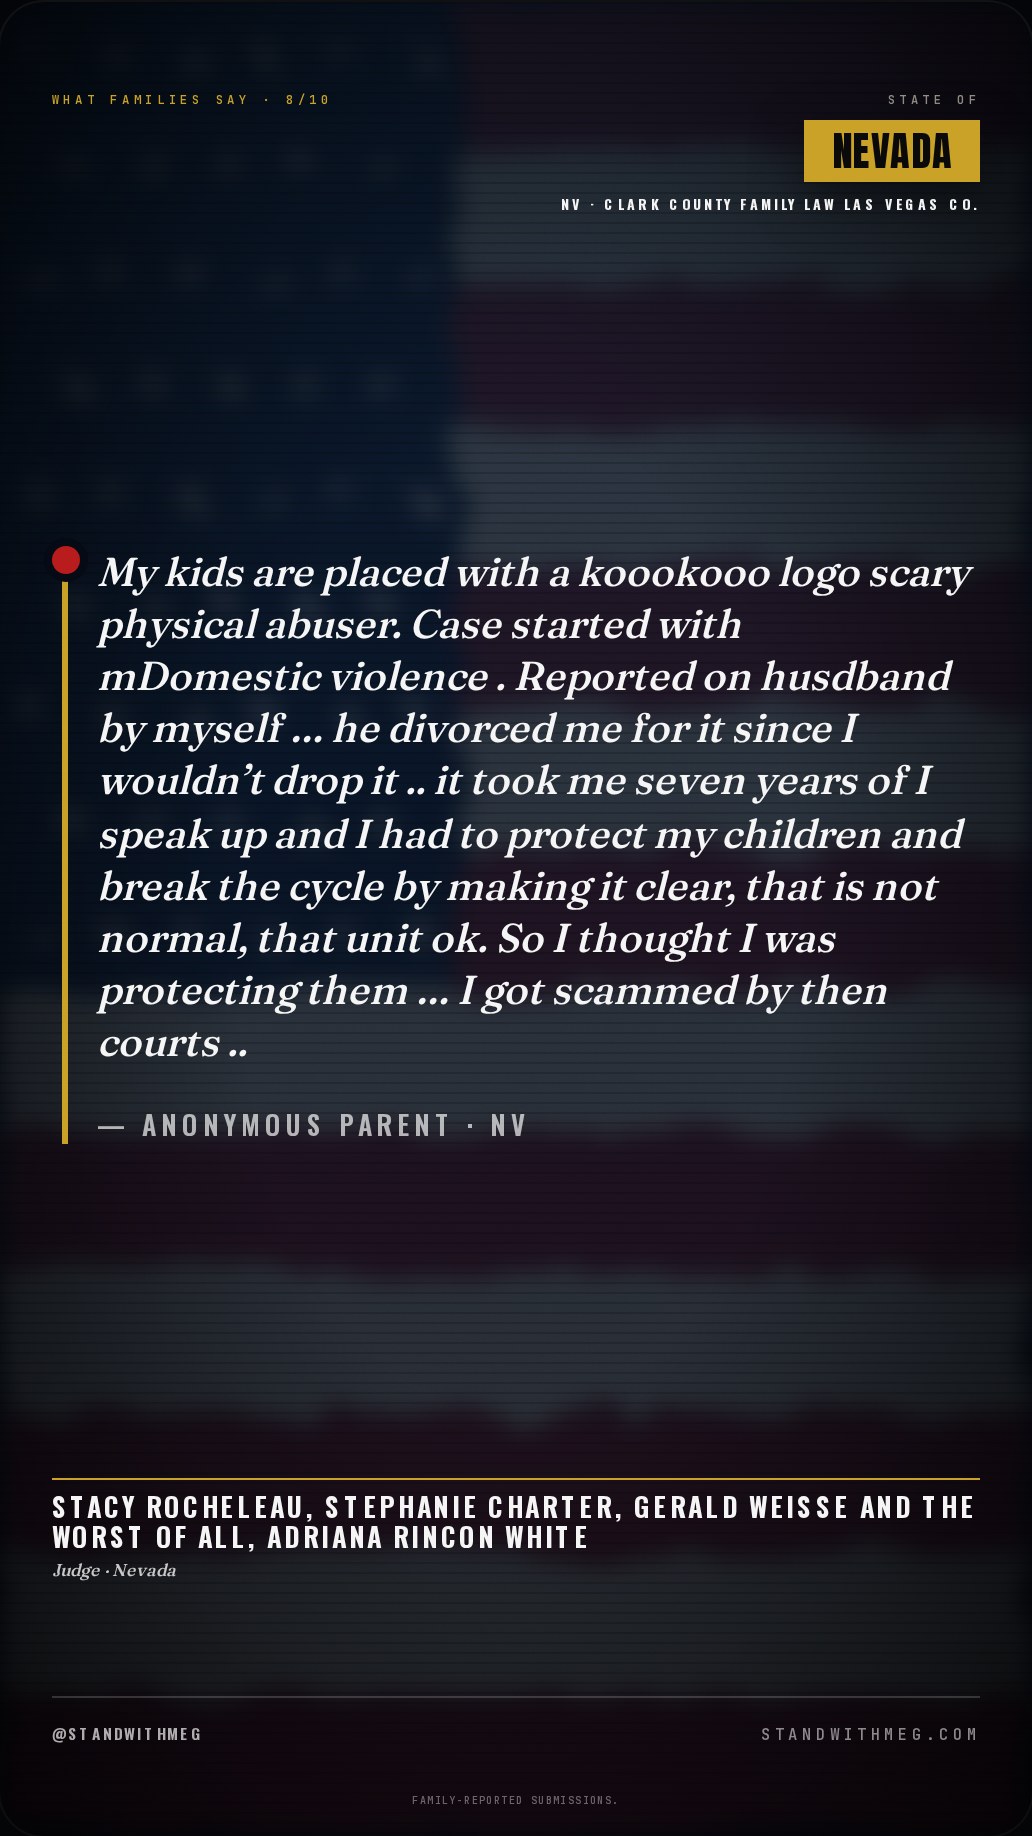 WHAT FAMILIES SAY · 8/10
STATE OF
NEVADA
NV · CLARK COUNTY FAMILY LAW LAS VEGAS CO.
My kids are placed with a koookooo logo scary
physical abuser. Case started with
mDomestic violence . Reported on husdband
by myself ... he divorced me for it since I
wouldn’t drop it .. it took me seven years of I
speak up and I had to protect my children and
break the cycle by making it clear, that is not
normal, that unit ok. So I thought I was
protecting them ... I got scammed by then
courts ..
— ANONYMOUS PARENT · NV
STACY ROCHELEAU, STEPHANIE CHARTER, GERALD WEISSE AND THE
WORST OF ALL, ADRIANA RINCON WHITE
Judge · Nevada
@STANDWITHMEG
STANDWITHMEG.COM
FAMILY-REPORTED SUBMISSIONS.